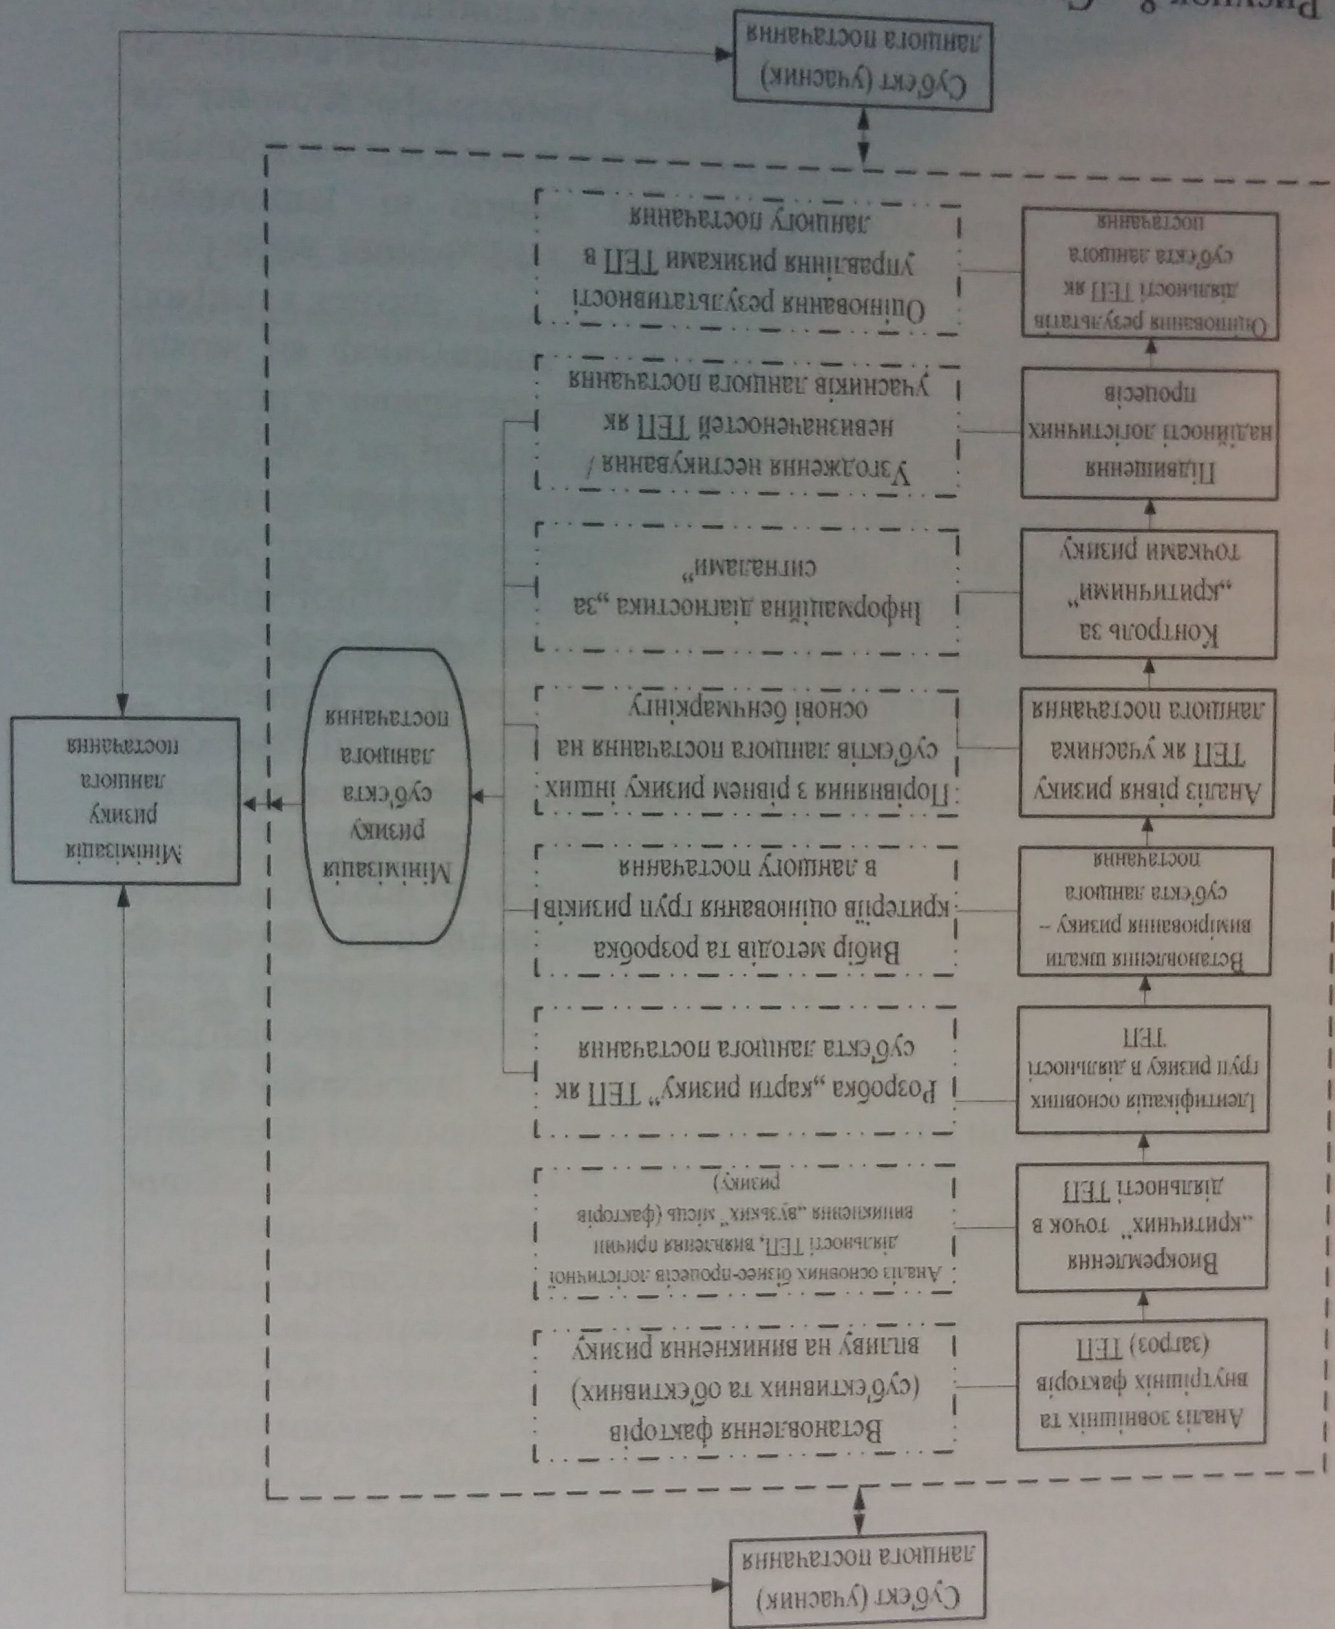 Суб'єкт (учасник)
ланцюга постачання
Аналіз зовнішніх та
внутрішніх факторів
(загроз) ТЕП
Встановлення факторів
(суб'єктивних та об'єктивних)
впливу на виникнення ризику
Виокремлення
„критичних” точок в
діяльності ТЕП
Аналіз основних бізнес-процесів логістичної
діяльності ТЕП, виявлення причин
виникнення „вузьких” місць (факторів
ризику)
Ідентифікація основних
груп ризику в діяльності
ТЕП
Розробка „карти ризику” ТЕП як
суб'єкта ланцюга постачання
Встановлення шкали
вимірювання ризику –
суб'єкта ланцюга
постачання
Вибір методів та розробка
критеріїв оцінювання груп ризиків
в ланцюгу постачання
Аналіз рівня ризику
ТЕП як учасника
ланцюга постачання
Порівняння з рівнем ризику інших
суб'єктів ланцюга постачання на
основі бенчмаркінгу
Контроль за
„критичними”
точками ризику
Інформаційна діагностика „за
сигналами”
Підвищення
надійності логістичних
процесів
Узгодження нестикування /
невизначеностей ТЕП як
учасників ланцюга постачання
Оцінювання результатів
діяльності ТЕП як
суб'єкта ланцюга
постачання
Оцінювання результативності
управління ризиками ТЕП в
ланцюгу постачання
Мінімізація
ризику
суб'єкта
ланцюга
постачання
Мінімізація
ризику
ланцюга
постачання
Суб'єкт (учасник)
ланцюга постачання
Рисунок 8